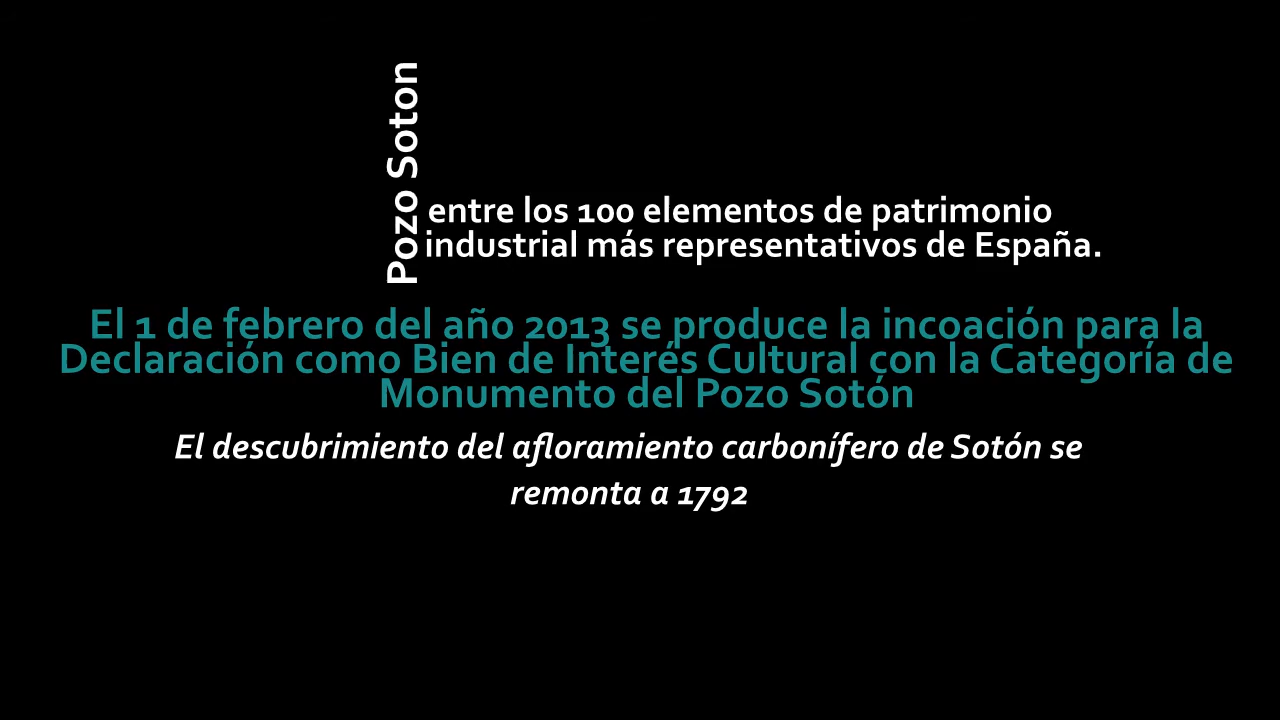 Pozo Soton
entre los 100 elementos de patrimonio
industrial más representativos de España.
El 1 de febrero del año 2013 se produce la incoación para la
Declaración como Bien de Interés Cultural con la Categoría de
Monumento del Pozo Sotón
El descubrimiento del afloramiento carbonífero de Sotón se
remonta a 1792